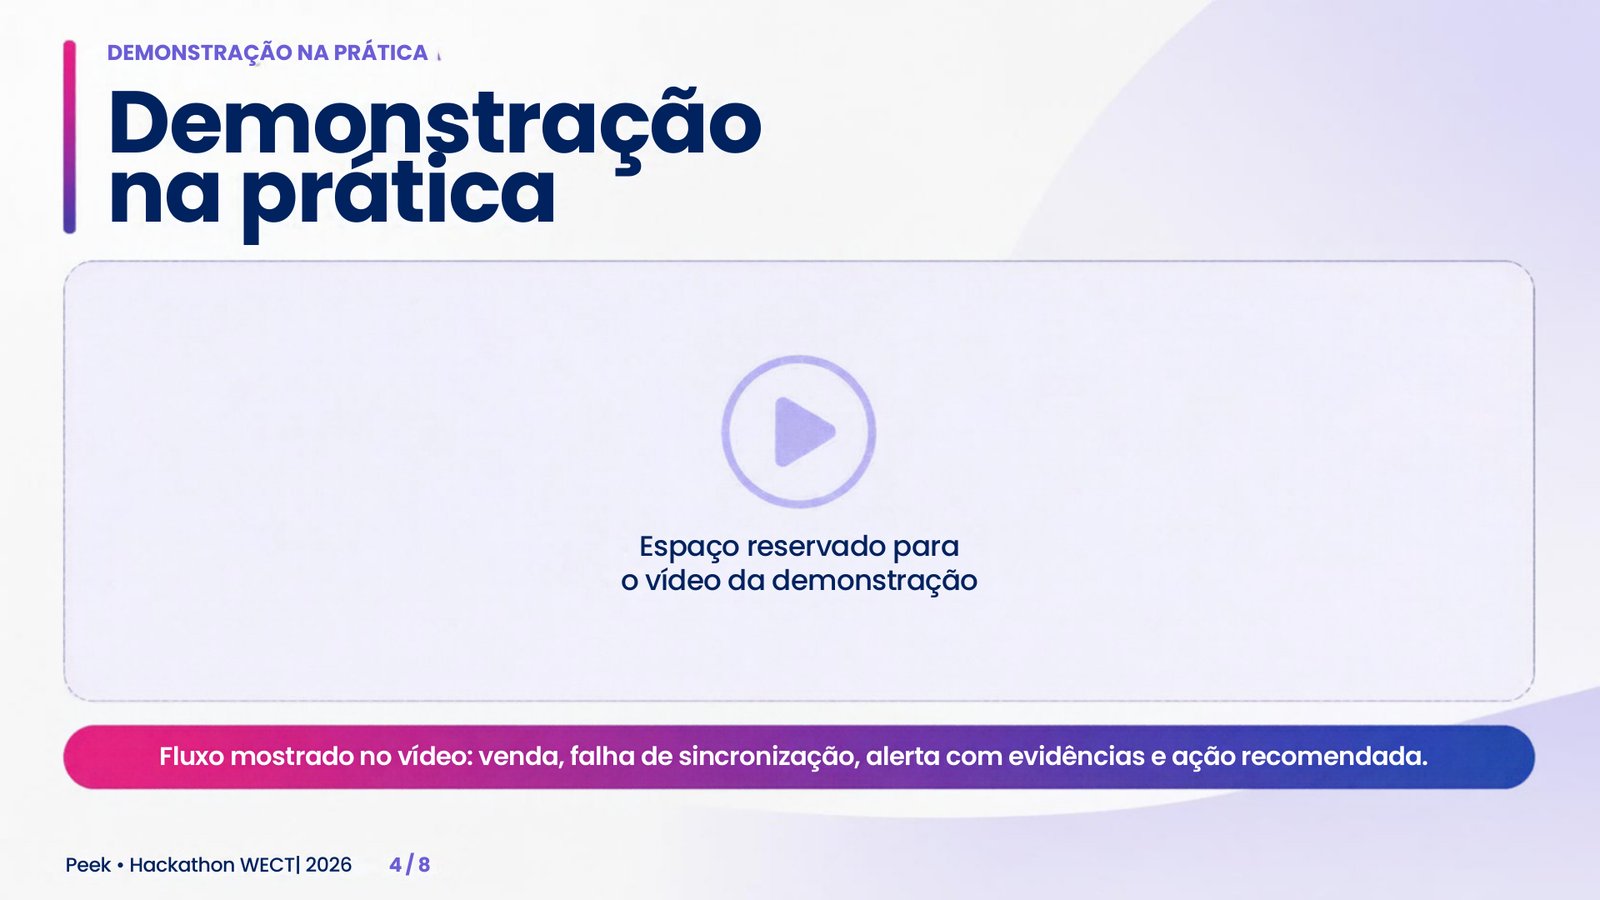 DEMONSTRAÇÃO NA PRÁTICA
Demonstração
na prática
Espaço reservado para
o vídeo da demonstração
Fluxo mostrado no vídeo: venda, falha de sincronização, alerta com evidências e ação recomendada.
Peek • Hackathon WECT| 2026 4 / 8